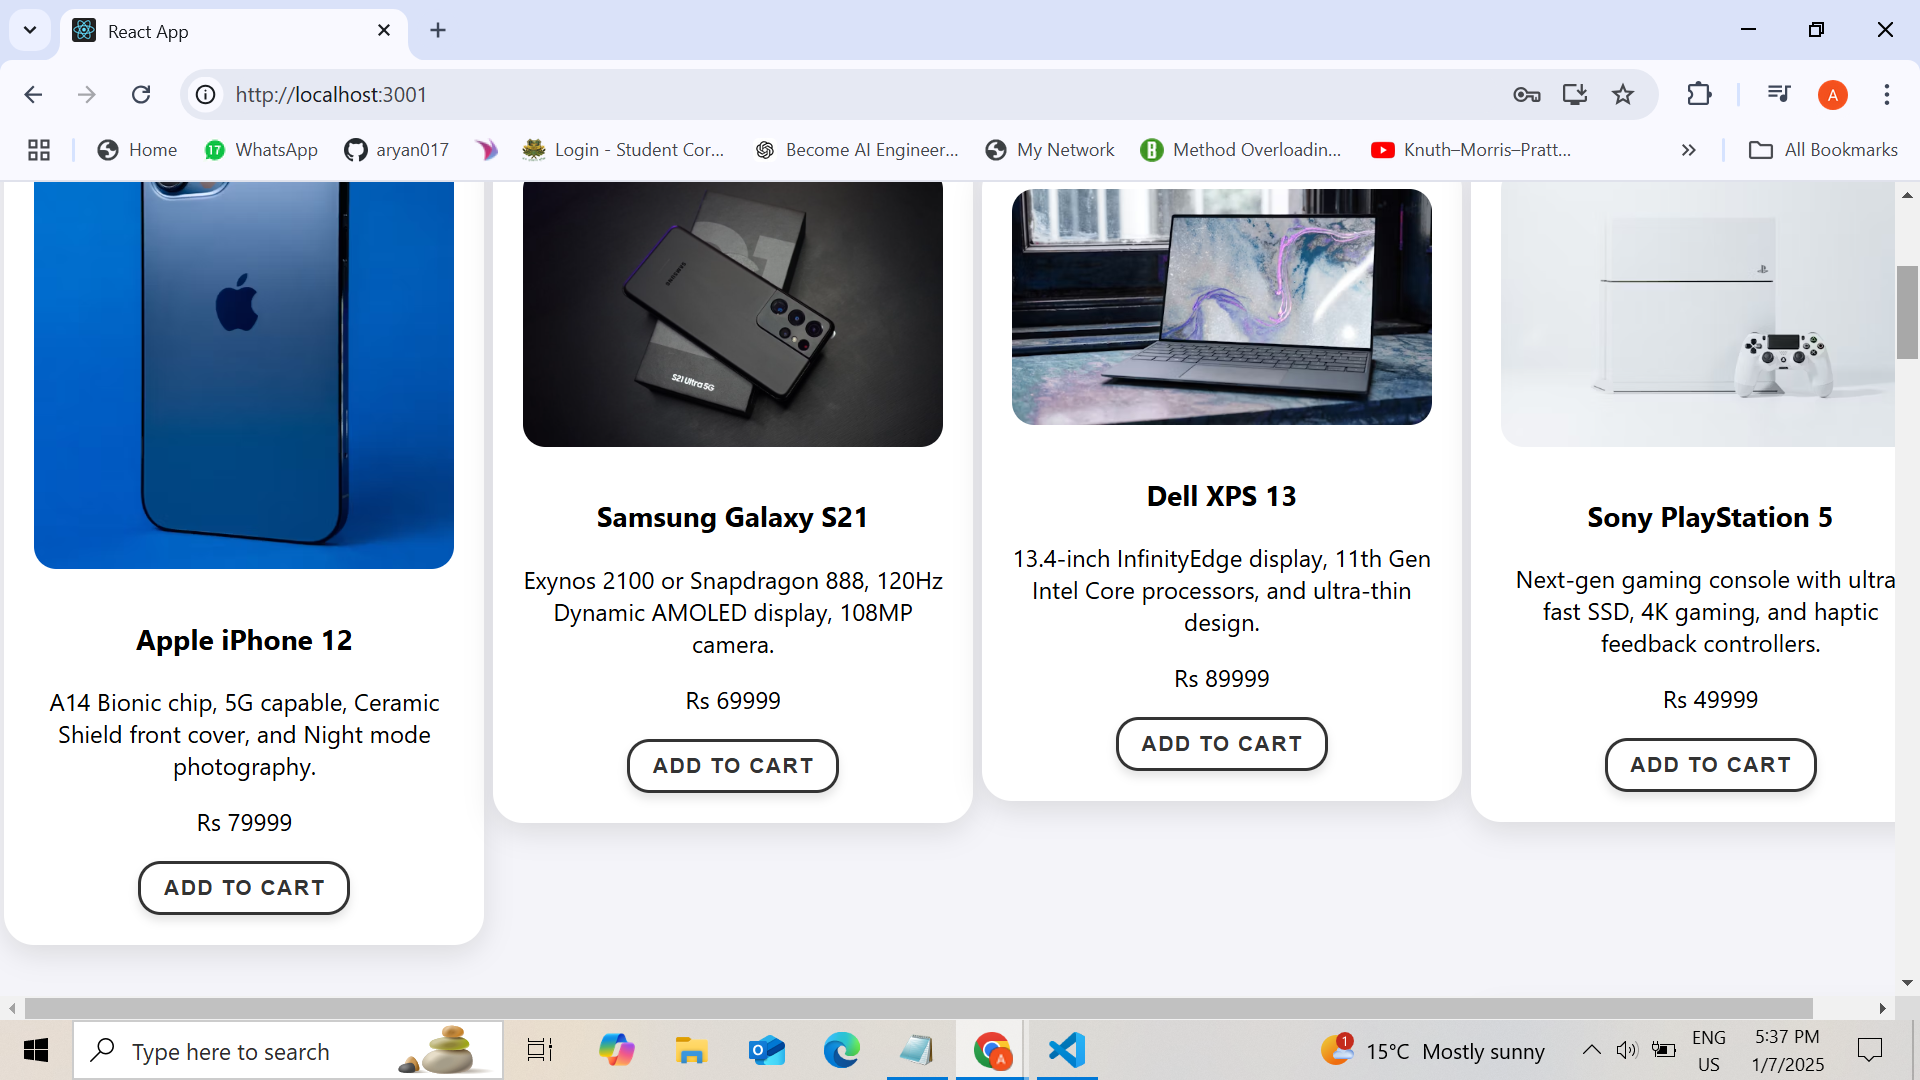 React App
http://localhost:3001
A
Home
17
WhatsApp
aryan017
Login - Student Cor...
Become AI Engineer...
My Network
B
Method Overloadin...
Knuth–Morris–Pratt...
All Bookmarks
SAMSUNG
S21 Ultra 5G
Apple iPhone 12
A14 Bionic chip, 5G capable, Ceramic
Shield front cover, and Night mode
photography.
Rs 79999
ADD TO CART
Samsung Galaxy S21
Exynos 2100 or Snapdragon 888, 120Hz
Dynamic AMOLED display, 108MP
camera.
Rs 69999
ADD TO CART
Dell XPS 13
13.4-inch InfinityEdge display, 11th Gen
Intel Core processors, and ultra-thin
design.
Rs 89999
ADD TO CART
Sony PlayStation 5
Next-gen gaming console with ultra
fast SSD, 4K gaming, and haptic
feedback controllers.
Rs 49999
ADD TO CART
Type here to search
A
1
15°C Mostly sunny
ENG
US
5:37 PM
1/7/2025